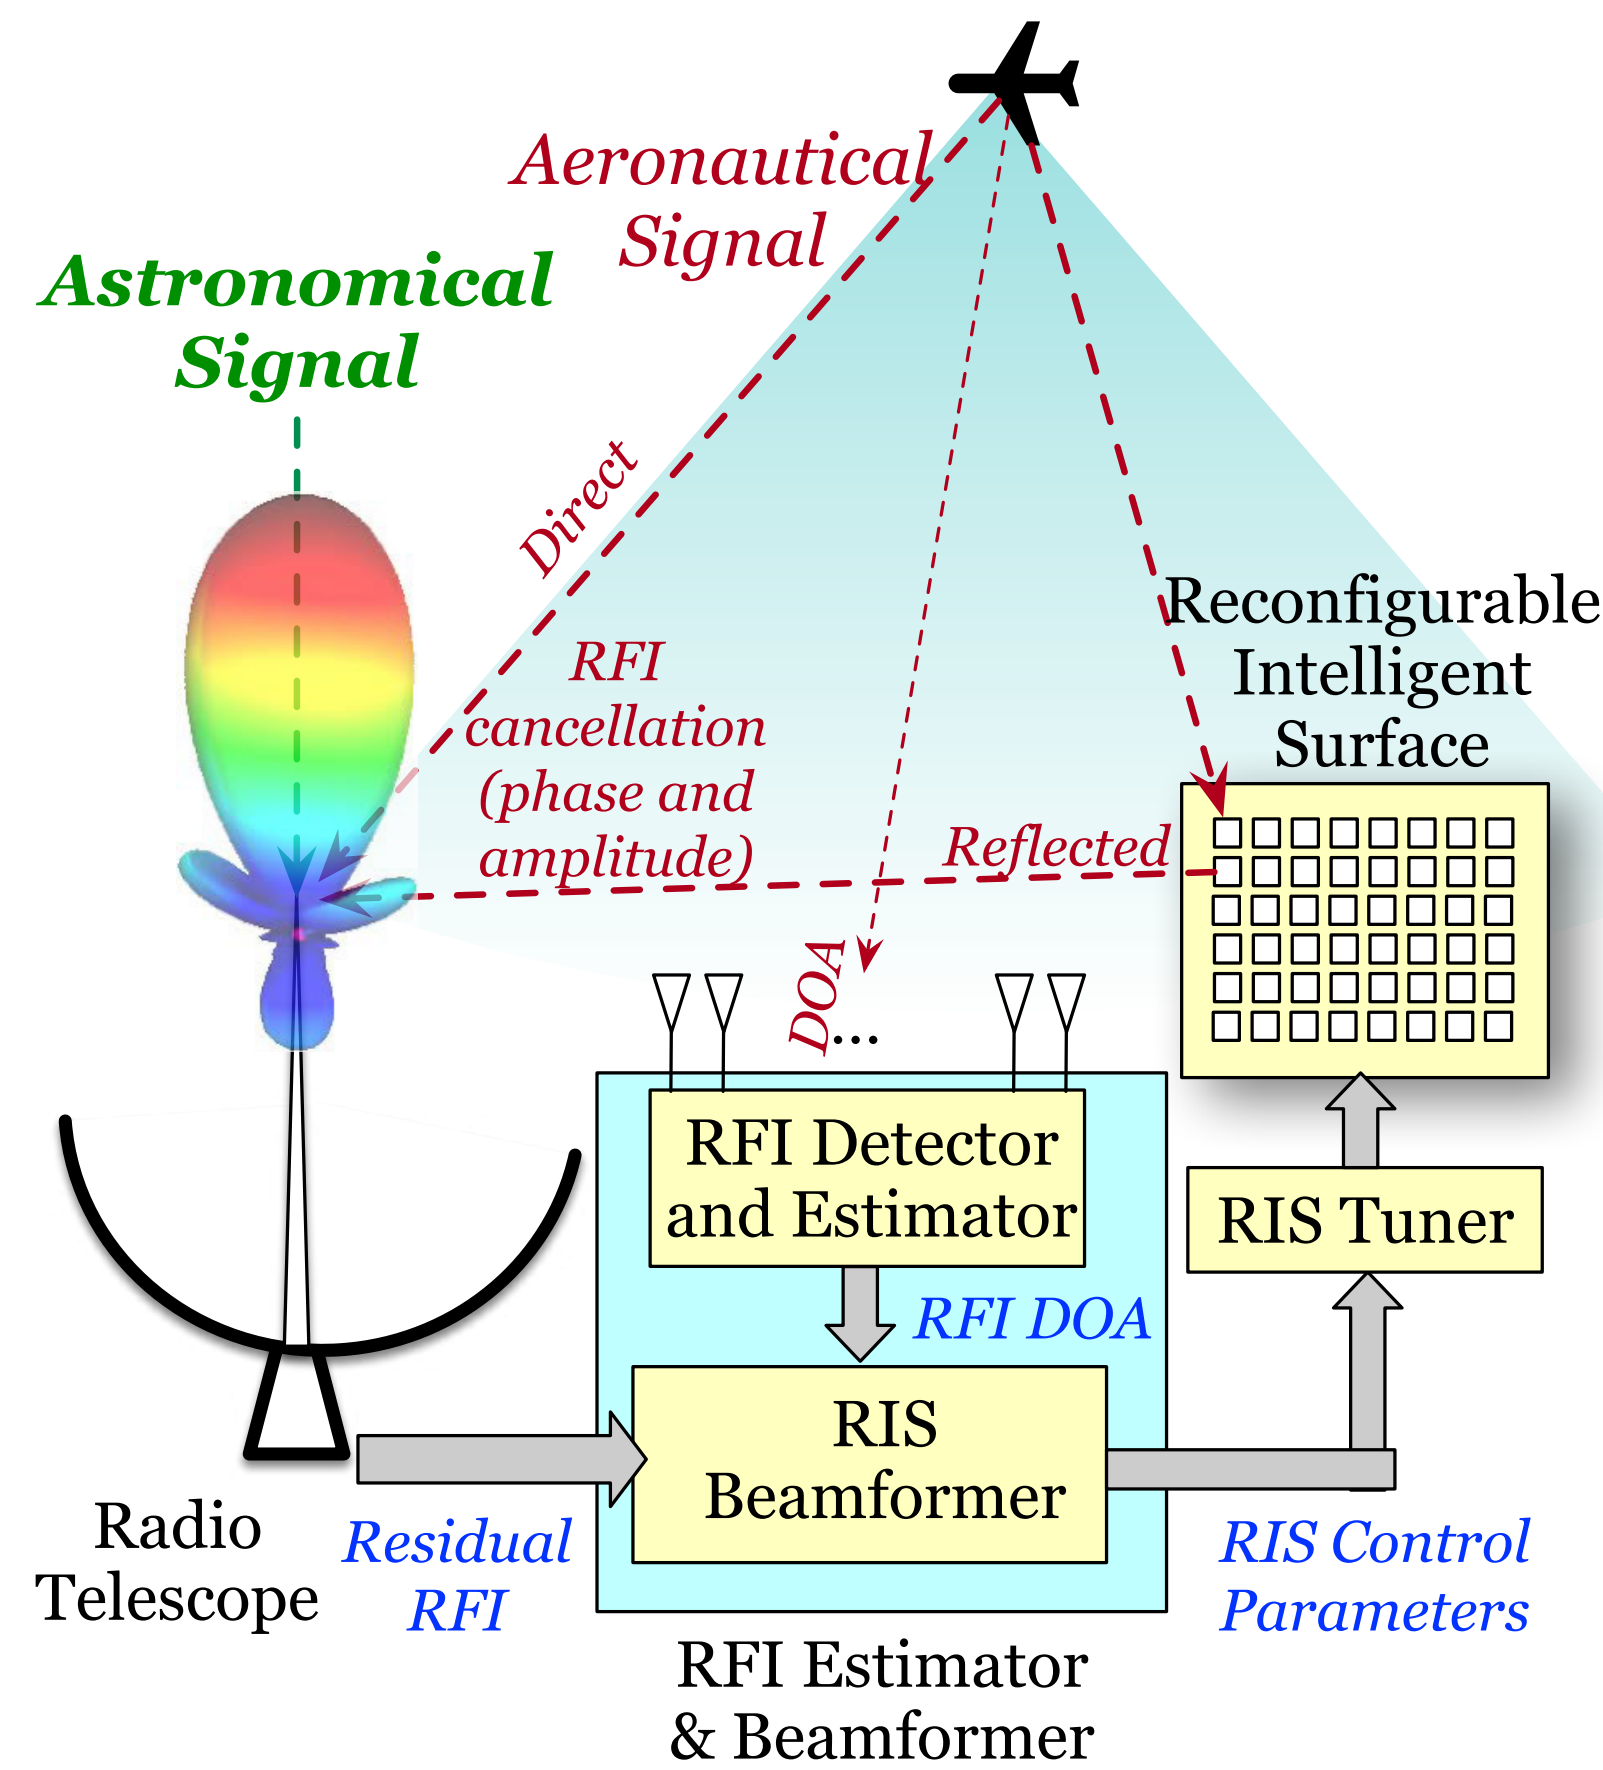 Aeronautical
Signal
Astronomical
Signal
Direct
RFI
cancellation
(phase and
amplitude)
Reconfigurable
Intelligent
Surface
Reflected
DOA
...
RFI Detector
and Estimator
RIS Tuner
RFI DOA
RIS
Beamformer
Radio
Telescope
Residual
RFI
RIS Control
Parameters
RFI Estimator
& Beamformer